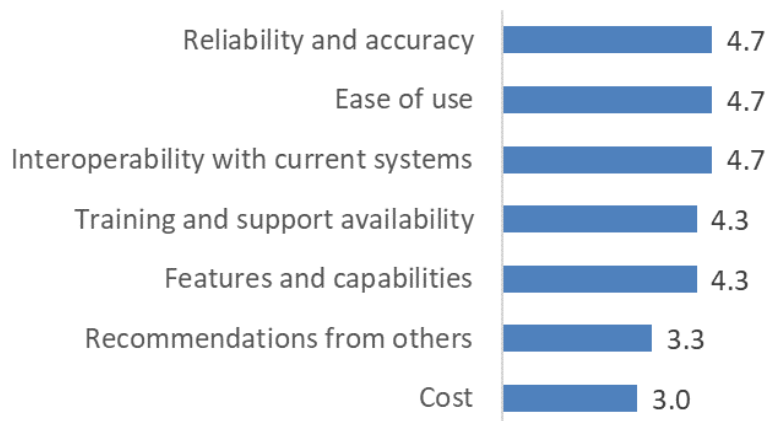 Reliability and accuracy 4.7
Ease of use 4.7
Interoperability with current systems 4.7
Training and support availability 4.3
Features and capabilities 4.3
Recommendations from others 3.3
Cost 3.0